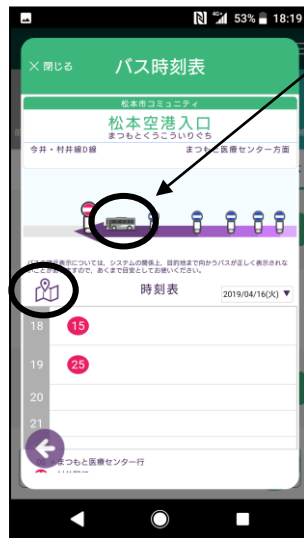 53% 18:19
× 閉じる バス時刻表
松本市コミュニティ
松本空港入口
まつもとくうこういりぐち
今井・村井線D線 まつもと医療センター方面
バスの接近表示については、システムの関係上、目的地まで向かうバスが正しく表示されな
いことがありますので、あくまで目安としてお使いください。
時刻表 2019/04/16(火) ▼
18 15
19 25
20
21
まつもと医療センター行